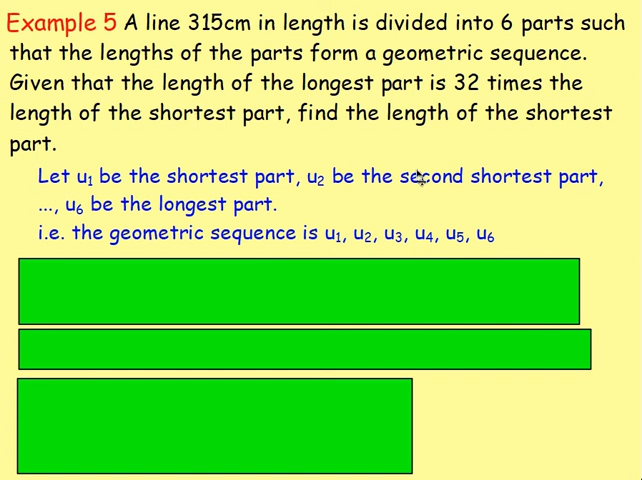 Example 5 A line 315cm in length is divided into 6 parts such
that the lengths of the parts form a geometric sequence.
Given that the length of the longest part is 32 times the
length of the shortest part, find the length of the shortest
part.
Let u₁ be the shortest part, u₂ be the second shortest part,
..., u₆ be the longest part.
i.e. the geometric sequence is u₁, u₂, u₃, u₄, u₅, u₆